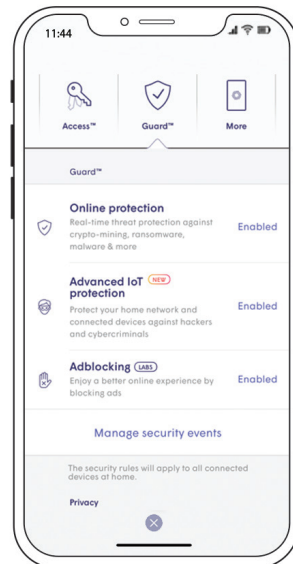 11:44
Access™ Guard™ More
Guard™
Online protection
Real-time threat protection against
crypto-mining, ransomware,
malware & more
Enabled
Advanced IoT NEW
protection
Protect your home network and
connected devices against hackers
and cybercriminals
Enabled
Adblocking LABS
Enjoy a better online experience by
blocking ads
Enabled
Manage security events
The security rules will apply to all connected
devices at home.
Privacy